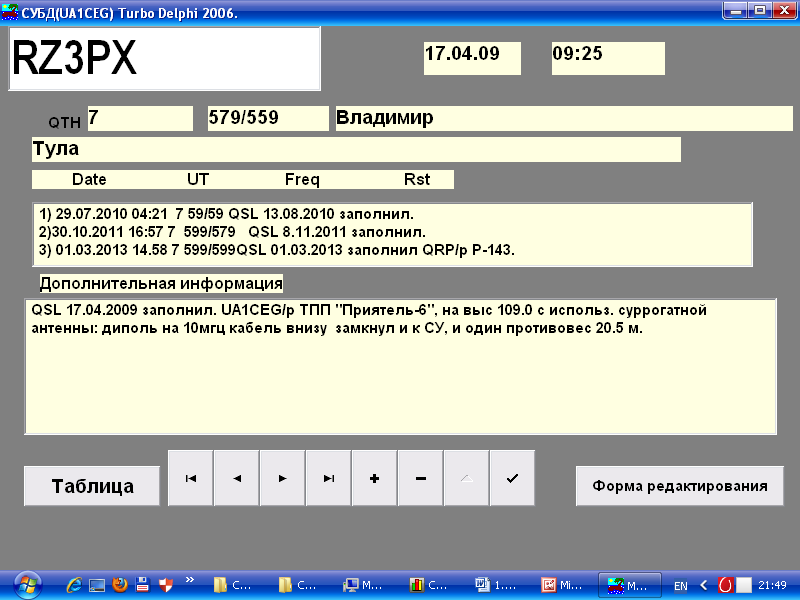 СУБД(UA1CEG) Turbo Delphi 2006.
RZ3PX
17.04.09 09:25
QTH 7 579/559 Владимир
Тула
Date UT Freq Rst
1) 29.07.2010 04:21 7 59/59 QSL 13.08.2010 заполнил.
2)30.10.2011 16:57 7 599/579 QSL 8.11.2011 заполнил.
3) 01.03.2013 14.58 7 599/599QSL 01.03.2013 заполнил QRP/p P-143.
Дополнительная информация
QSL 17.04.2009 заполнил. UA1CEG/p ТПП "Приятель-6", на выс 109.0 с использ. суррогатной
антенны: диполь на 10мгц кабель внизу замкнул и к СУ, и один противовес 20.5 м.
Таблица
Форма редактирования
С... С... М... С... 1.... Mi... М... EN 21:49